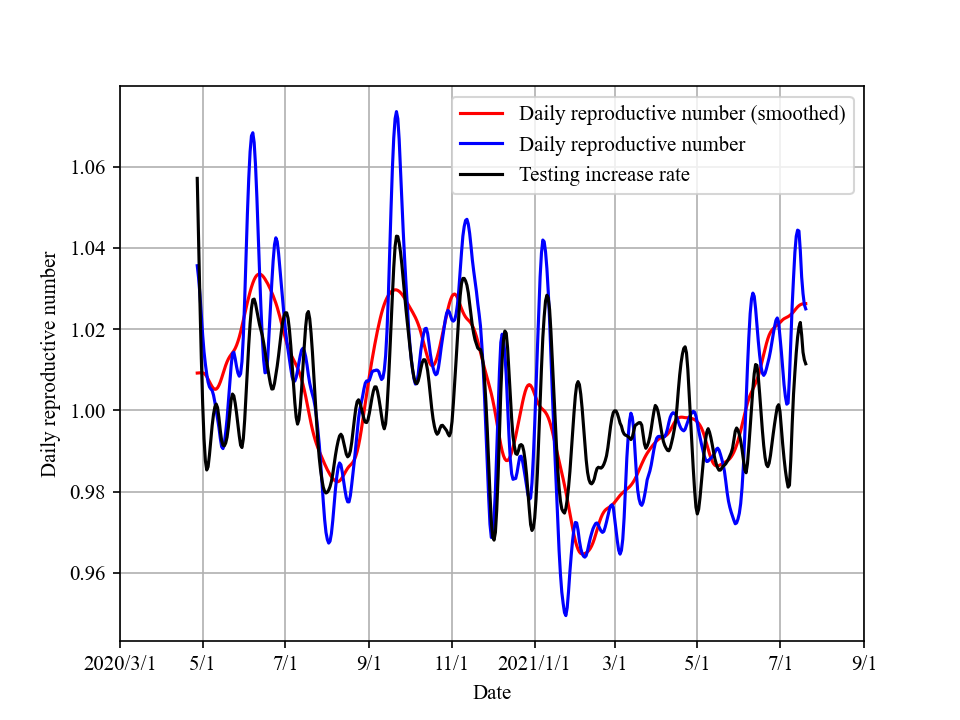 Daily reproductive number (smoothed)
Daily reproductive number
Testing increase rate
1.06
1.04
1.02
1.00
0.98
0.96
Daily reproductive number
2020/3/1 5/1 7/1 9/1 11/1 2021/1/1 3/1 5/1 7/1 9/1
Date